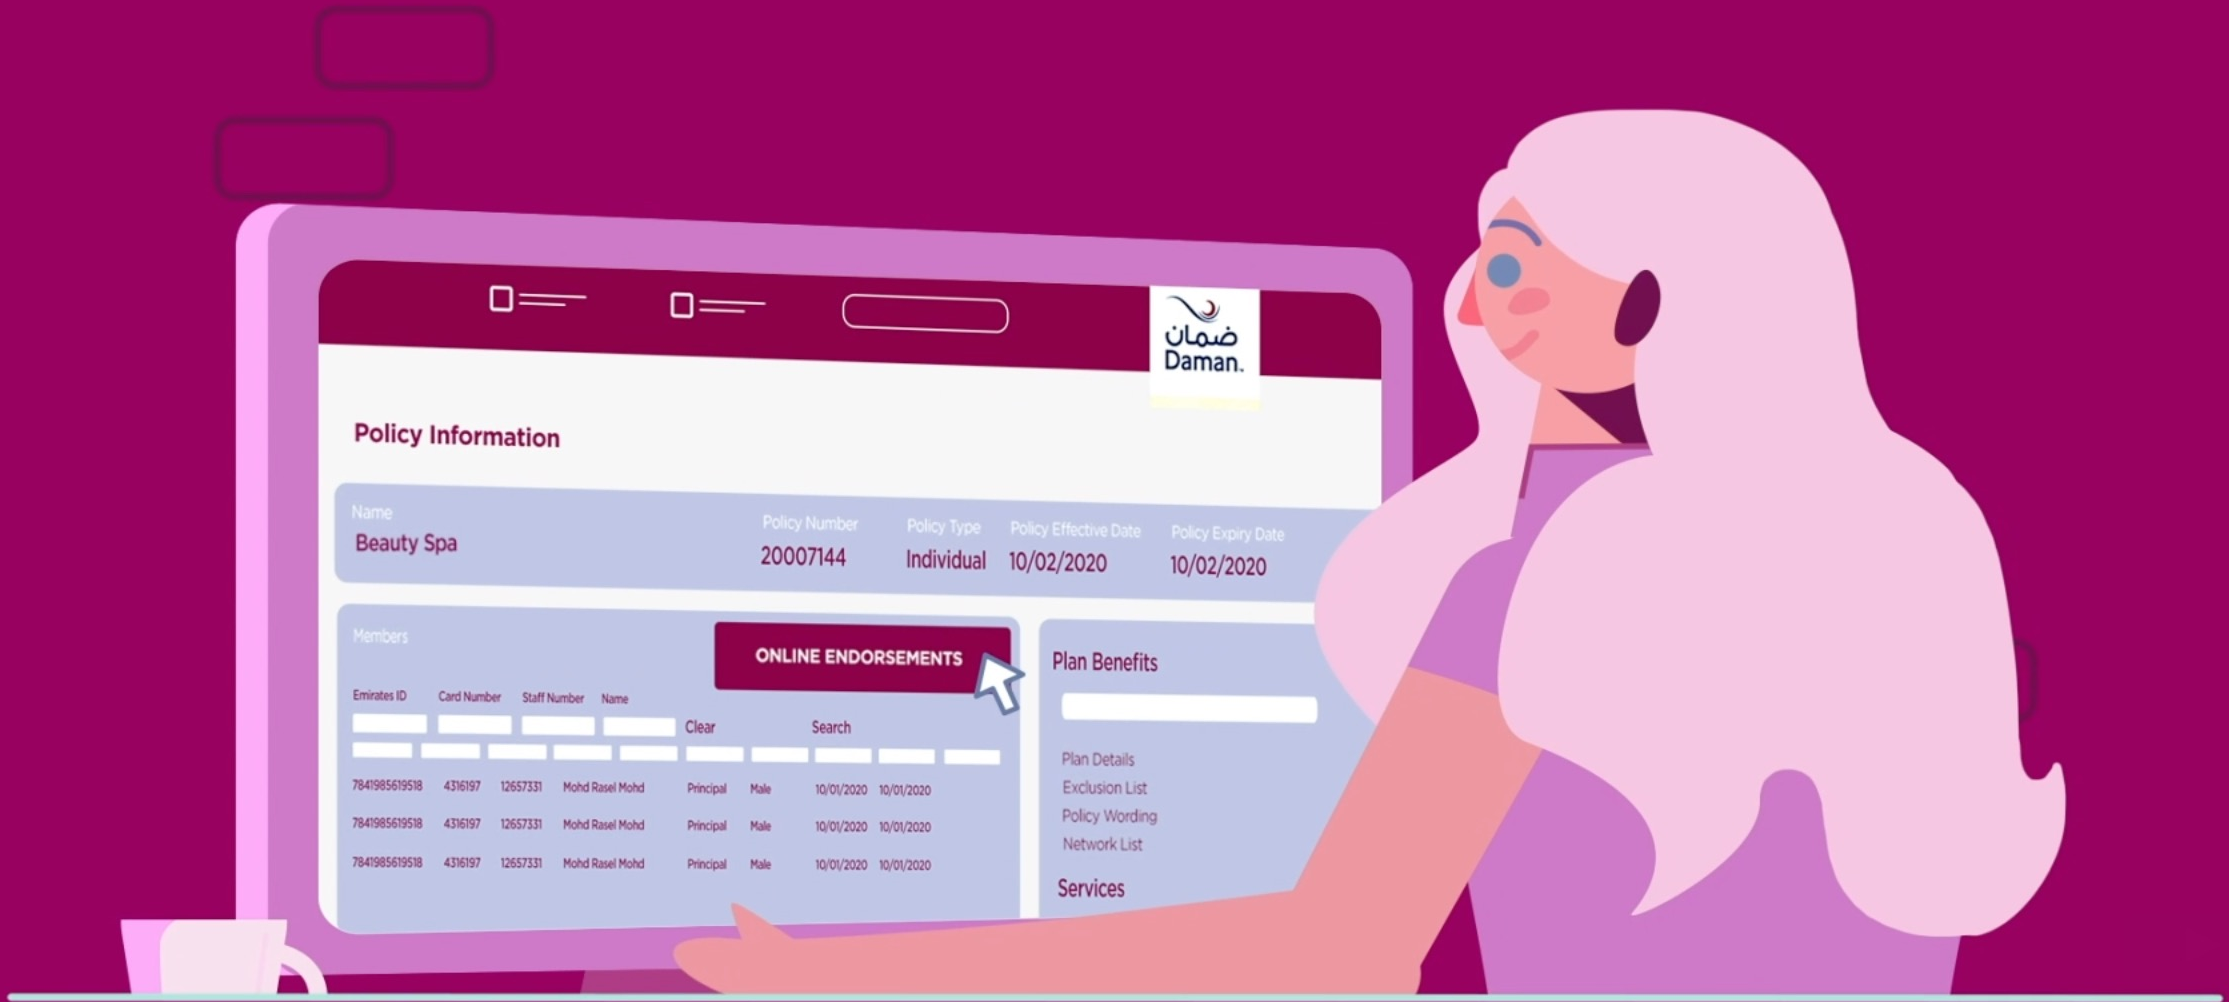 ضمان
Daman
Policy Information
Name
Beauty Spa
Policy Number
20007144
Policy Type
Individual
Policy Effective Date
10/02/2020
Policy Expiry Date
10/02/2020
Members
ONLINE ENDORSEMENTS
Emirates ID Card Number Staff Number Name
Clear Search
7841985619518 4316197 12657331 Mohd Rasel Mohd Principal Male 10/01/2020 10/01/2020
7841985619518 4316197 12657331 Mohd Rasel Mohd Principal Male 10/01/2020 10/01/2020
7841985619518 4316197 12657331 Mohd Rasel Mohd Principal Male 10/01/2020 10/01/2020
Plan Benefits
Plan Details
Exclusion List
Policy Wording
Network List
Services